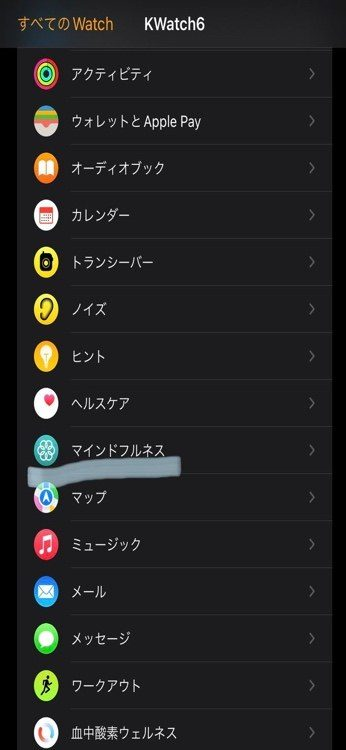 すべてのWatch
KWatch6
アクティビティ
ウォレットとApple Pay
オーディオブック
カレンダー
トランシーバー
ノイズ
ヒント
ヘルスケア
マインドフルネス
マップ
ミュージック
メール
メッセージ
ワークアウト
血中酸素ウェルネス